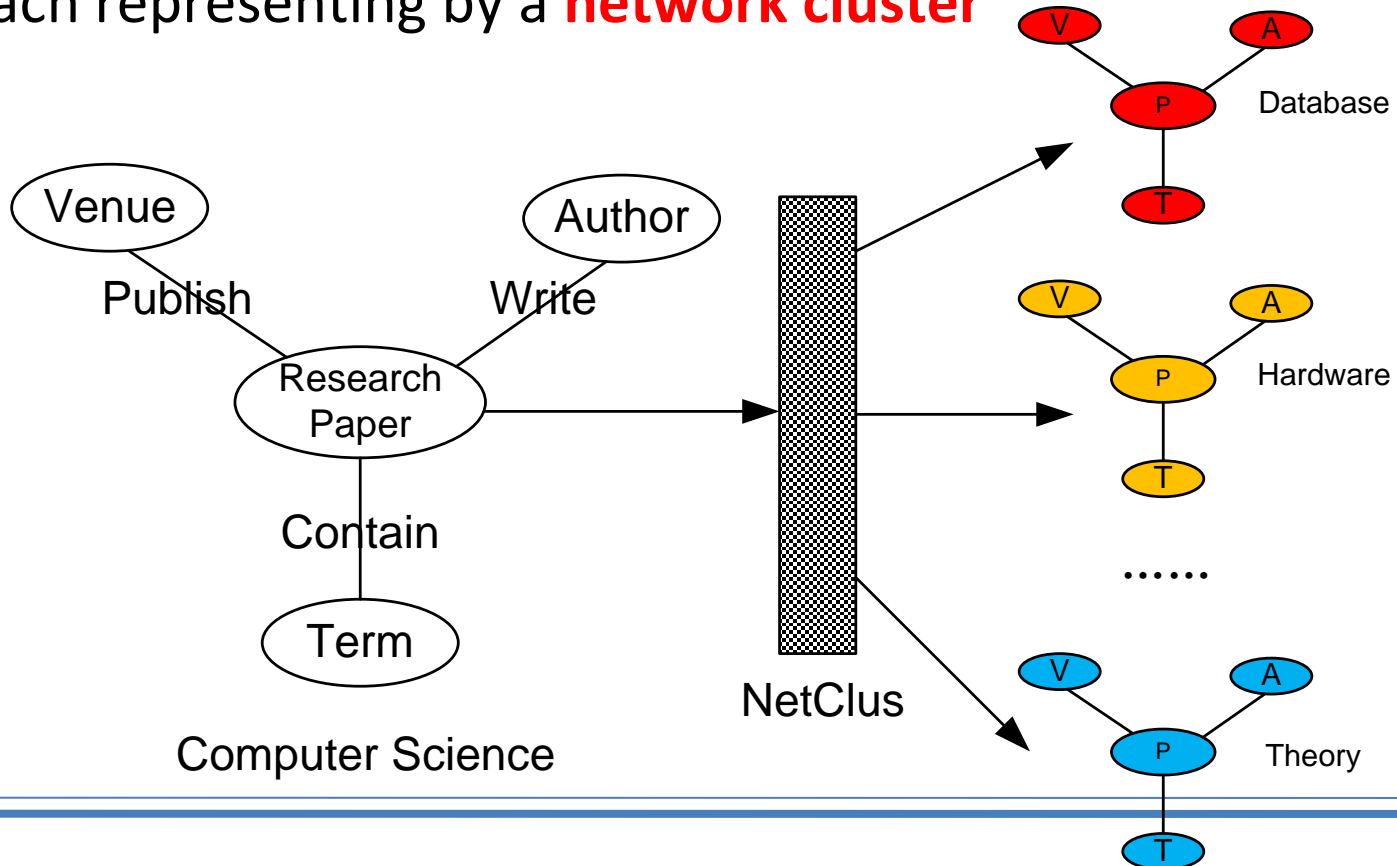 ach representing by a network cluster
V
A
P
Database
T
Venue
Author
Publish
Write
Research
Paper
Contain
Term
Computer Science
NetClus
V
A
P
Hardware
T
......
V
A
P
Theory
T